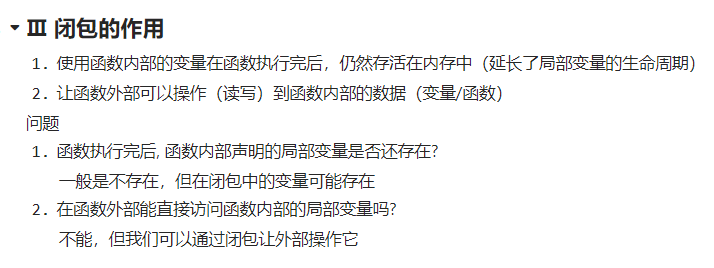 Ⅲ 闭包的作用
1. 使用函数内部的变量在函数执行完后，仍然存活在内存中（延长了局部变量的生命周期）
2. 让函数外部可以操作（读写）到函数内部的数据（变量/函数）
问题
1. 函数执行完后, 函数内部声明的局部变量是否还存在?
一般是不存在，但在闭包中的变量可能存在
2. 在函数外部能直接访问函数内部的局部变量吗?
不能，但我们可以通过闭包让外部操作它